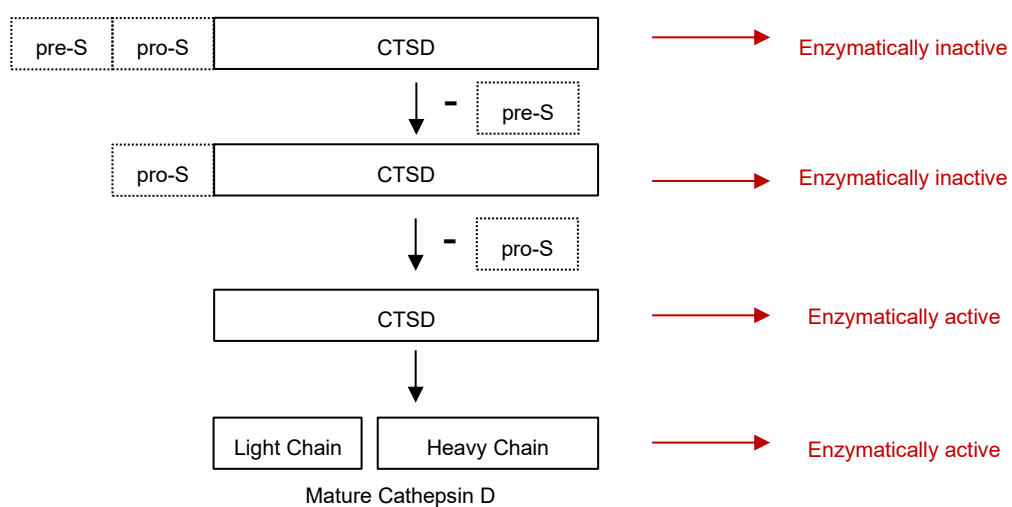 pre-S pro-S CTSD Enzymatically inactive
- pre-S
pro-S CTSD Enzymatically inactive
- pro-S
CTSD Enzymatically active
Light Chain Heavy Chain Enzymatically active
Mature Cathepsin D